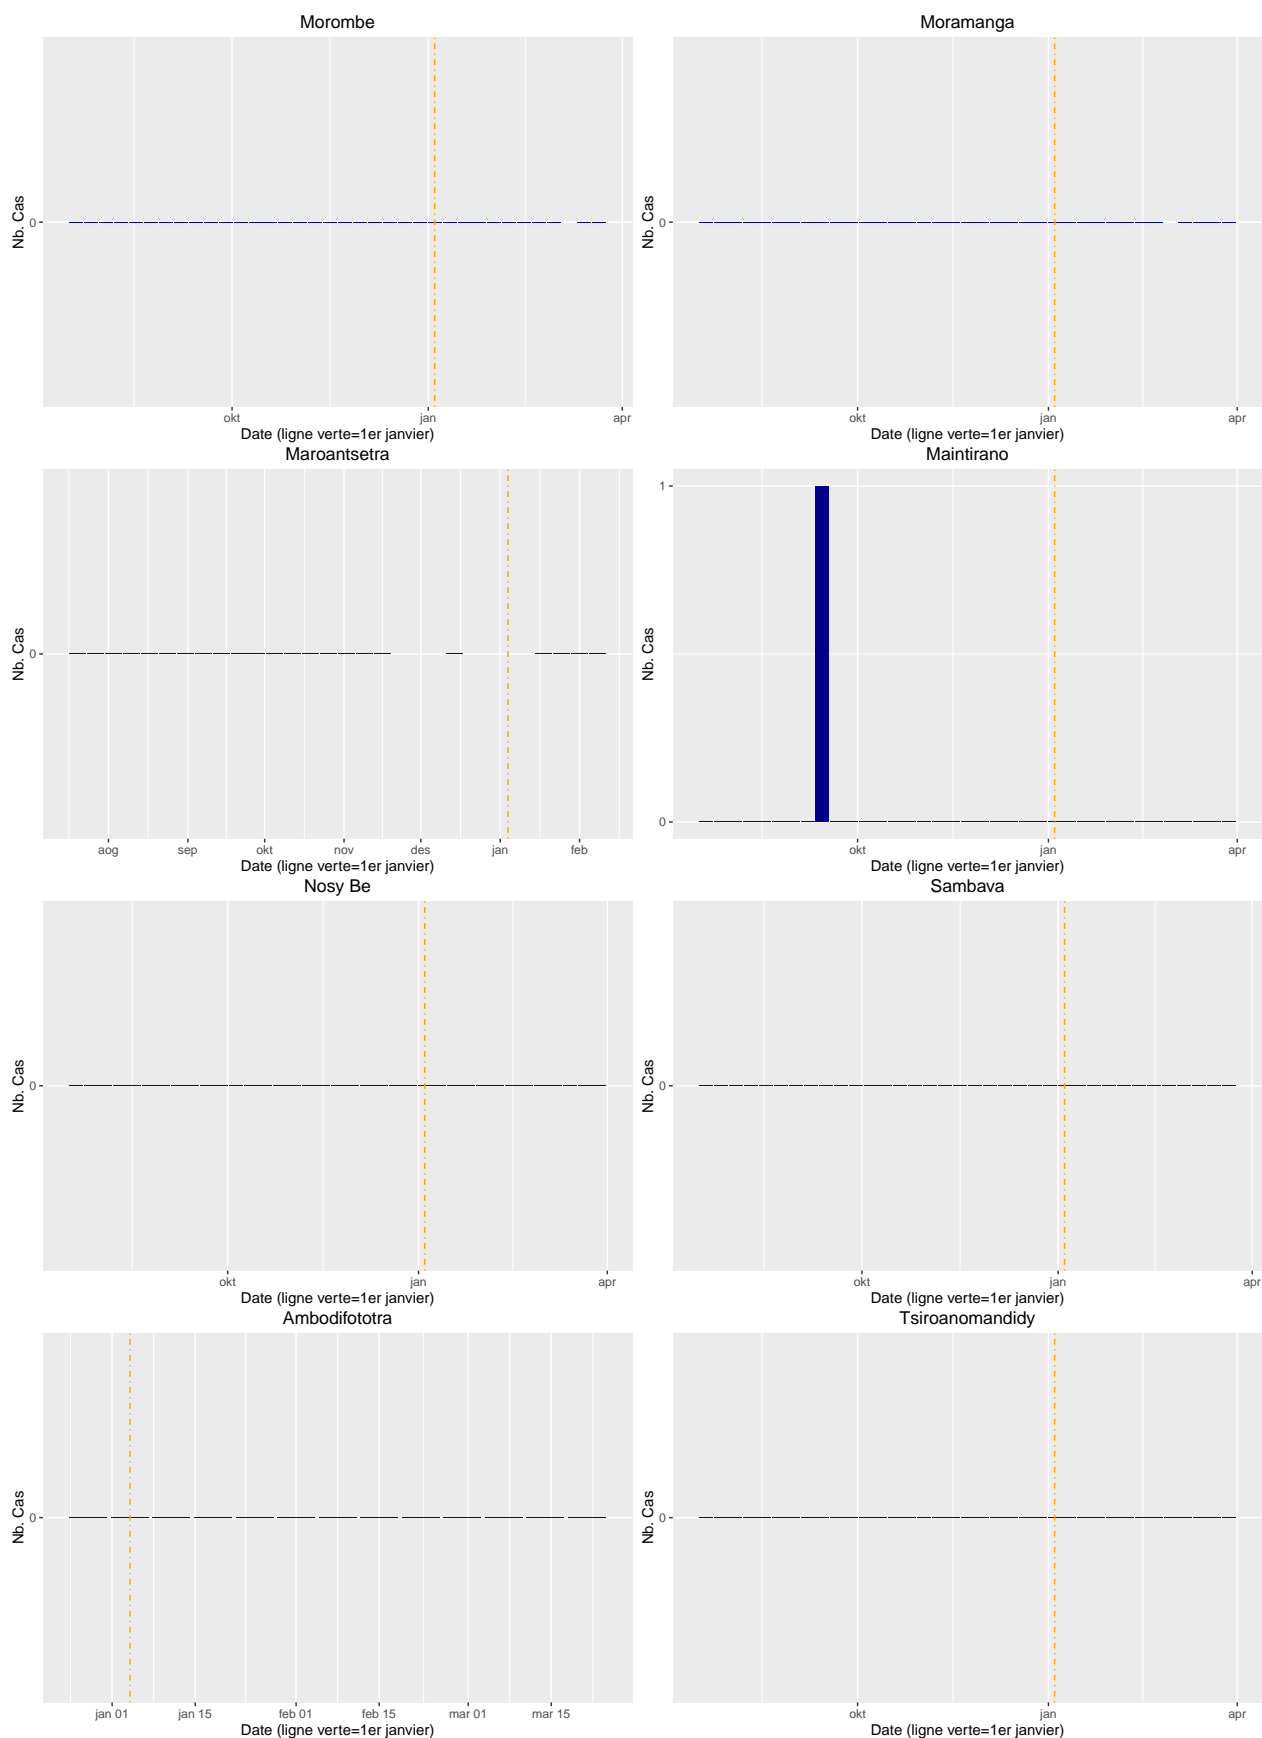 Morombe
Nb. Cas
0
okt jan apr
Date (ligne verte=1er janvier)
Moramanga
Nb. Cas
0
okt jan apr
Date (ligne verte=1er janvier)
Maroantsetra
Nb. Cas
0
aog sep okt nov des jan feb
Date (ligne verte=1er janvier)
Maintirano
Nb. Cas
1
0
okt jan apr
Date (ligne verte=1er janvier)
Nosy Be
Nb. Cas
0
okt jan apr
Date (ligne verte=1er janvier)
Sambava
Nb. Cas
0
okt jan apr
Date (ligne verte=1er janvier)
Ambodifototra
Nb. Cas
0
jan 01 jan 15 feb 01 feb 15 mar 01 mar 15
Date (ligne verte=1er janvier)
Tsiroanomandidy
Nb. Cas
0
okt jan apr
Date (ligne verte=1er janvier)